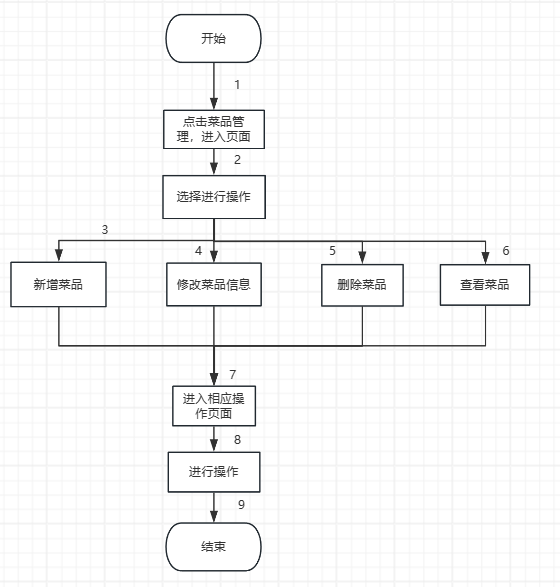 开始
1
点击菜品管
理，进入页面
2
选择进行操作
3
4
5
6
新增菜品
修改菜品信息
删除菜品
查看菜品
7
进入相应操
作页面
8
进行操作
9
结束